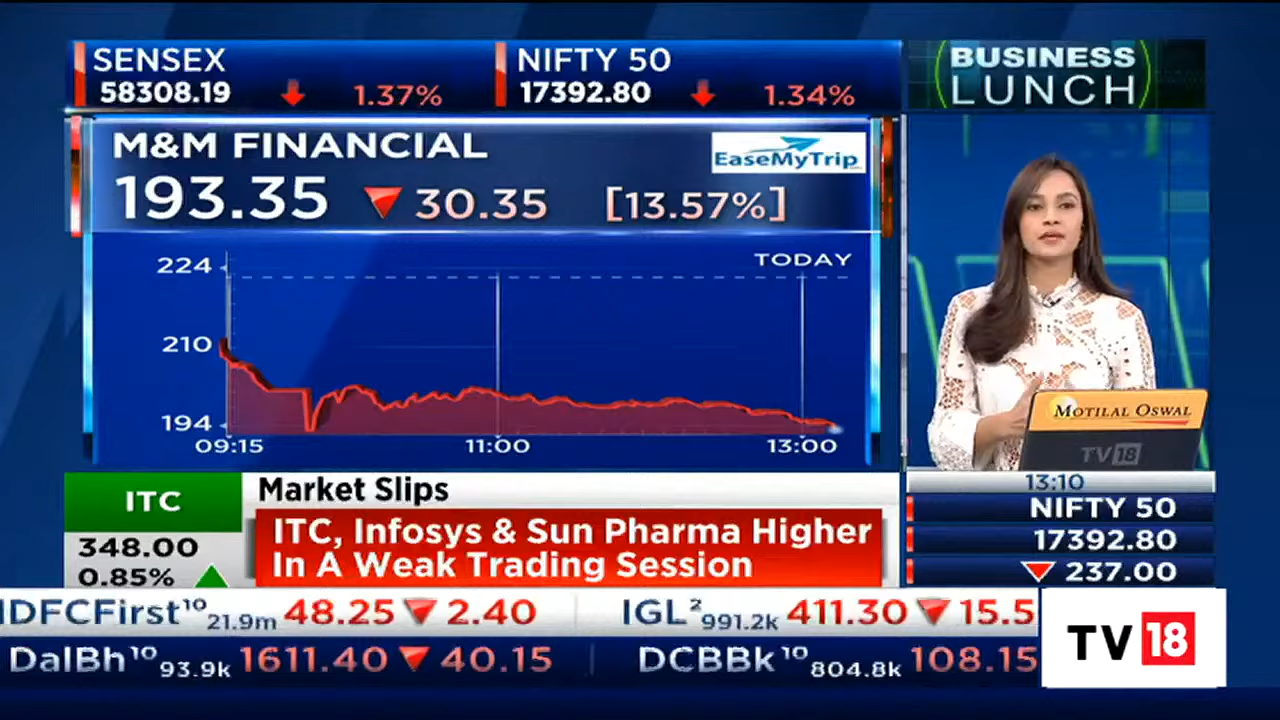 SENSEX
58308.19 1.37%
NIFTY 50
17392.80 1.34%
BUSINESS
LUNCH
M&M FINANCIAL
193.35 30.35 [13.57%]
EaseMyTrip
TODAY
224
210
194
09:15 11:00 13:00
MOTILAL OSWAL
TV18
13:10
NIFTY 50
17392.80
237.00
ITC
348.00
0.85%
Market Slips
ITC, Infosys & Sun Pharma Higher
In A Weak Trading Session
IDFCFirst¹⁰ 21.9m 48.25 2.40 IGL² 991.2k 411.30 15.5
DalBh¹⁰ 93.9k 1611.40 40.15 DCBBk¹⁰ 804.8k 108.15
TV18